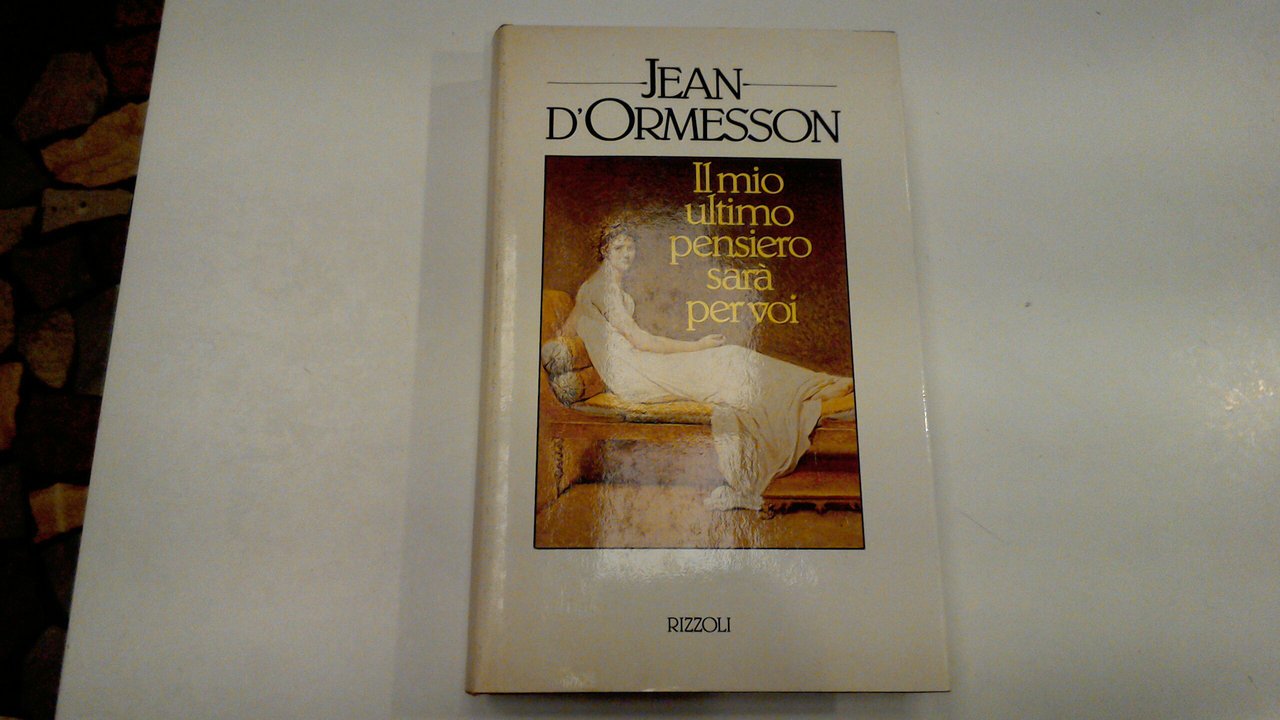 JEAN
D'ORMESSON
Il mio
ultimo
pensiero
sarà
per voi
RIZZOLI